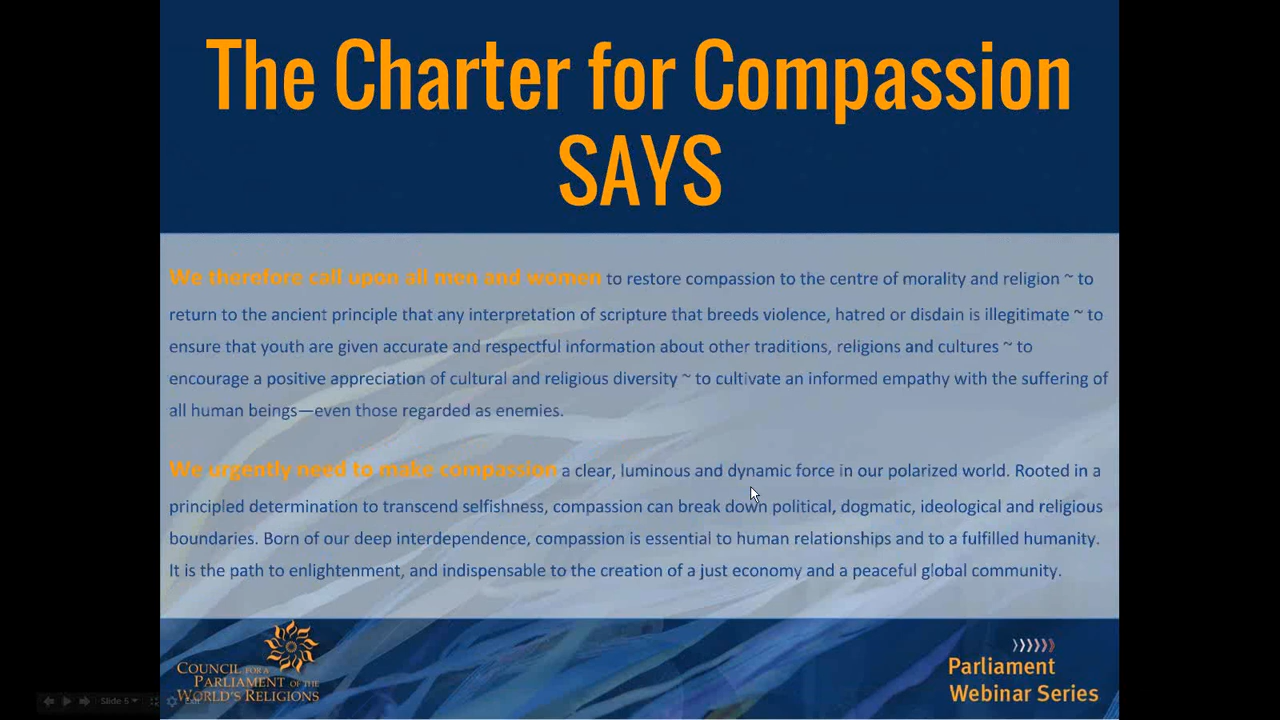 The Charter for Compassion
SAYS
We therefore call upon all men and women to restore compassion to the centre of morality and religion ~ to
return to the ancient principle that any interpretation of scripture that breeds violence, hatred or disdain is illegitimate ~ to
ensure that youth are given accurate and respectful information about other traditions, religions and cultures ~ to
encourage a positive appreciation of cultural and religious diversity ~ to cultivate an informed empathy with the suffering of
all human beings—even those regarded as enemies.
We urgently need to make compassion a clear, luminous and dynamic force in our polarized world. Rooted in a
principled determination to transcend selfishness, compassion can break down political, dogmatic, ideological and religious
boundaries. Born of our deep interdependence, compassion is essential to human relationships and to a fulfilled humanity.
It is the path to enlightenment, and indispensable to the creation of a just economy and a peaceful global community.
COUNCIL FOR A
PARLIAMENT OF THE
WORLD'S RELIGIONS
Parliament
Webinar Series
Slide 5
Exit